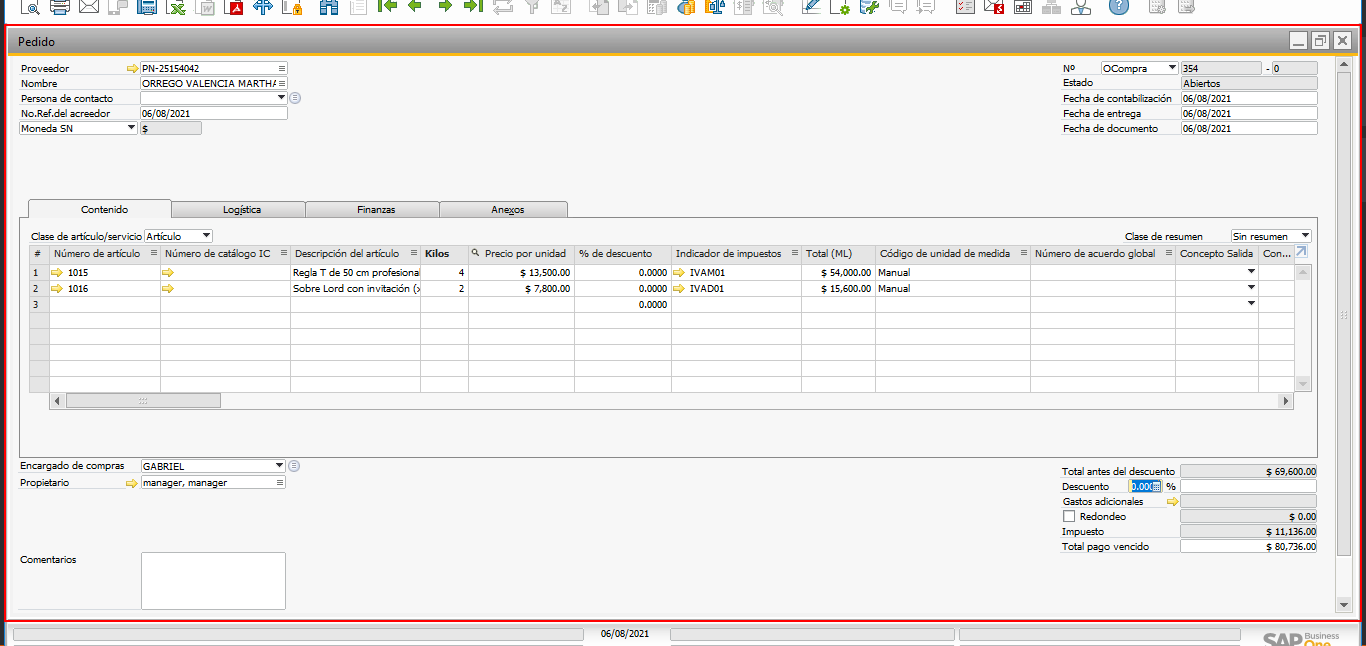 Pedido
Proveedor PN-25154042
Nombre ORREGO VALENCIA MARTHA
Persona de contacto
No.Ref.del acreedor 06/08/2021
Moneda SN $
Nº OCompra 354 - 0
Estado Abiertos
Fecha de contabilización 06/08/2021
Fecha de entrega 06/08/2021
Fecha de documento 06/08/2021
Contenido Logística Finanzas Anexos
Clase de artículo/servicio Artículo
Clase de resumen Sin resumen
# Número de artículo Número de catálogo IC Descripción del artículo Kilos Precio por unidad % de descuento Indicador de impuestos Total (ML) Código de unidad de medida Número de acuerdo global Concepto Salida Con...
1 1015 Regla T de 50 cm profesional 4 $ 13,500.00 0.0000 IVAM01 $ 54,000.00 Manual
2 1016 Sobre Lord con invitación (x 2 $ 7,800.00 0.0000 IVAD01 $ 15,600.00 Manual
3 0.0000
Encargado de compras GABRIEL
Propietario manager, manager
Total antes del descuento $ 69,600.00
Descuento 0.000 %
Gastos adicionales
Redondeo $ 0.00
Impuesto $ 11,136.00
Total pago vencido $ 80,736.00
Comentarios
06/08/2021
SAP Business One